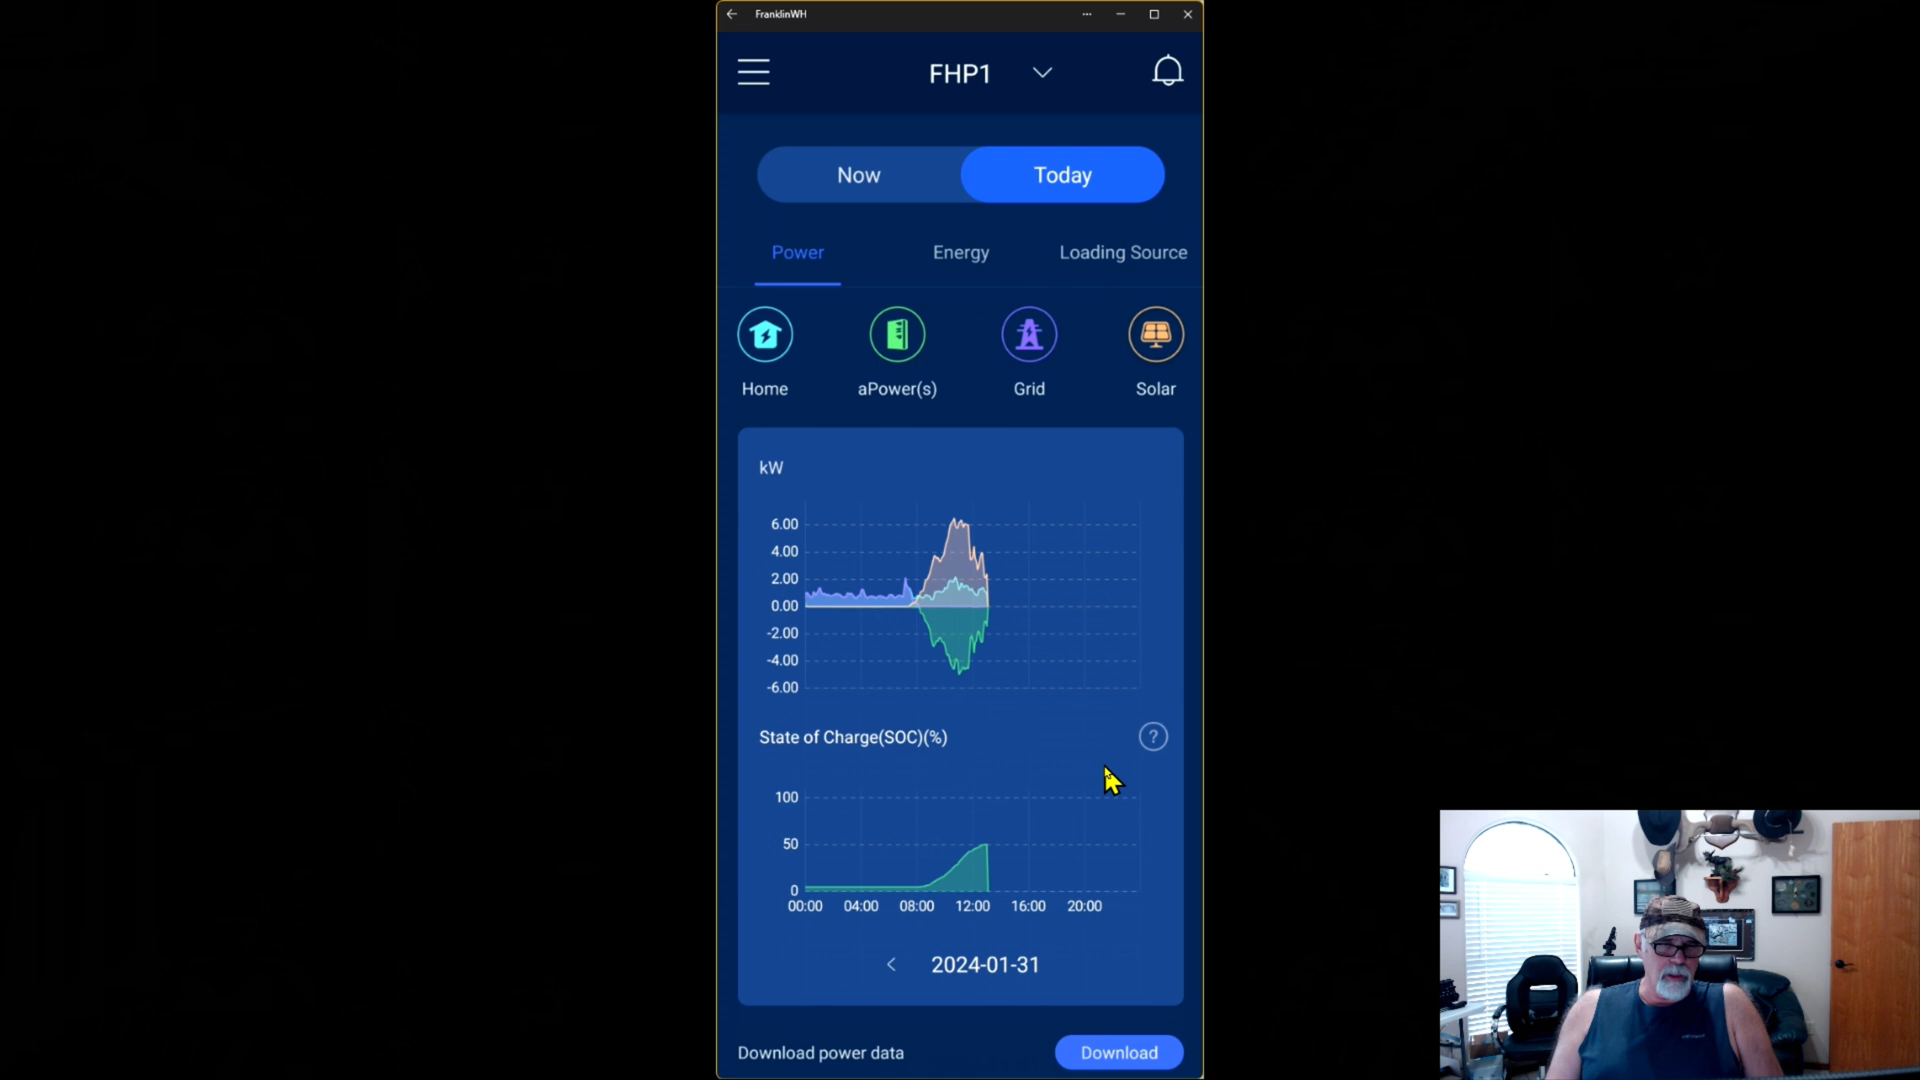 FranklinWH
FHP1
Now Today
Power Energy Loading Source
Home aPower(s) Grid Solar
kW
6.00
4.00
2.00
0.00
-2.00
-4.00
-6.00
State of Charge(SOC)(%) ?
100
50
0
00:00 04:00 08:00 12:00 16:00 20:00
< 2024-01-31
Download power data Download